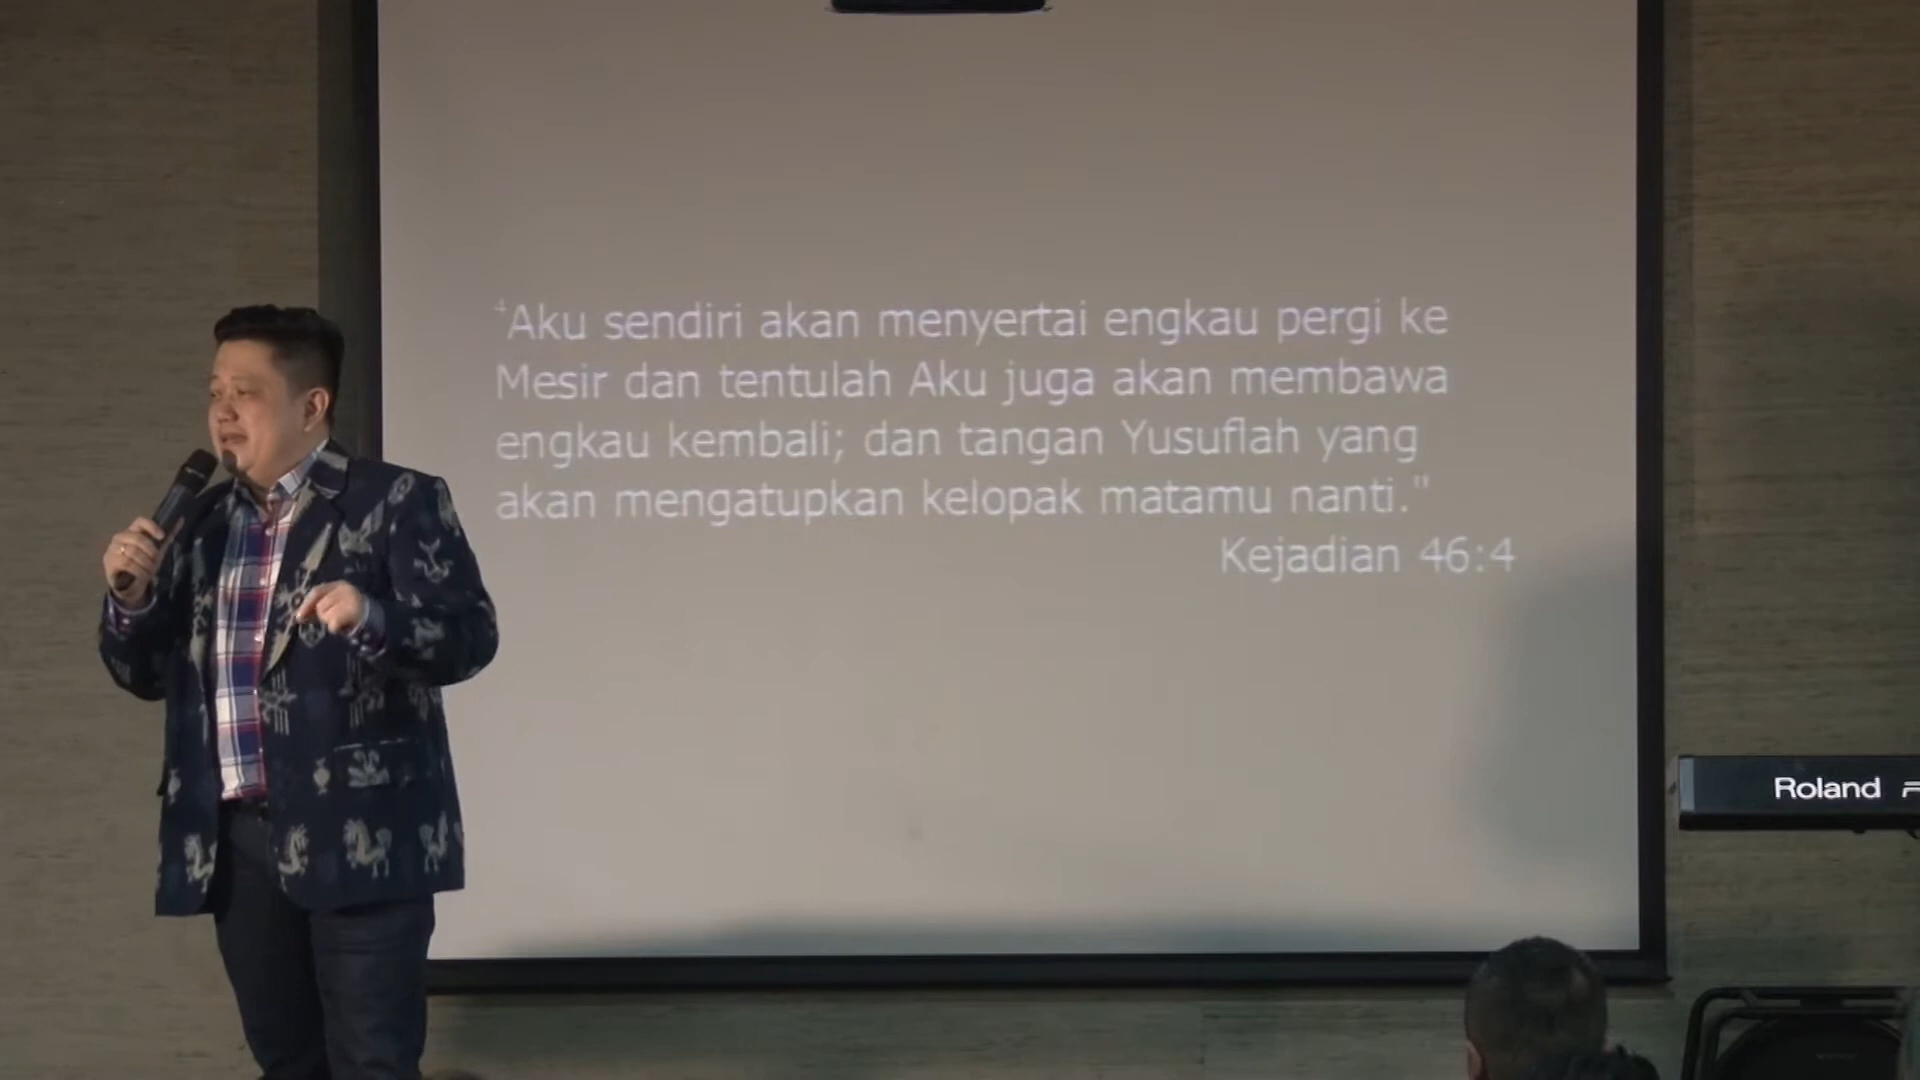 ⁴Aku sendiri akan menyertai engkau pergi ke
Mesir dan tentulah Aku juga akan membawa
engkau kembali; dan tangan Yusuflah yang
akan mengatupkan kelopak matamu nanti."
Kejadian 46:4
Roland